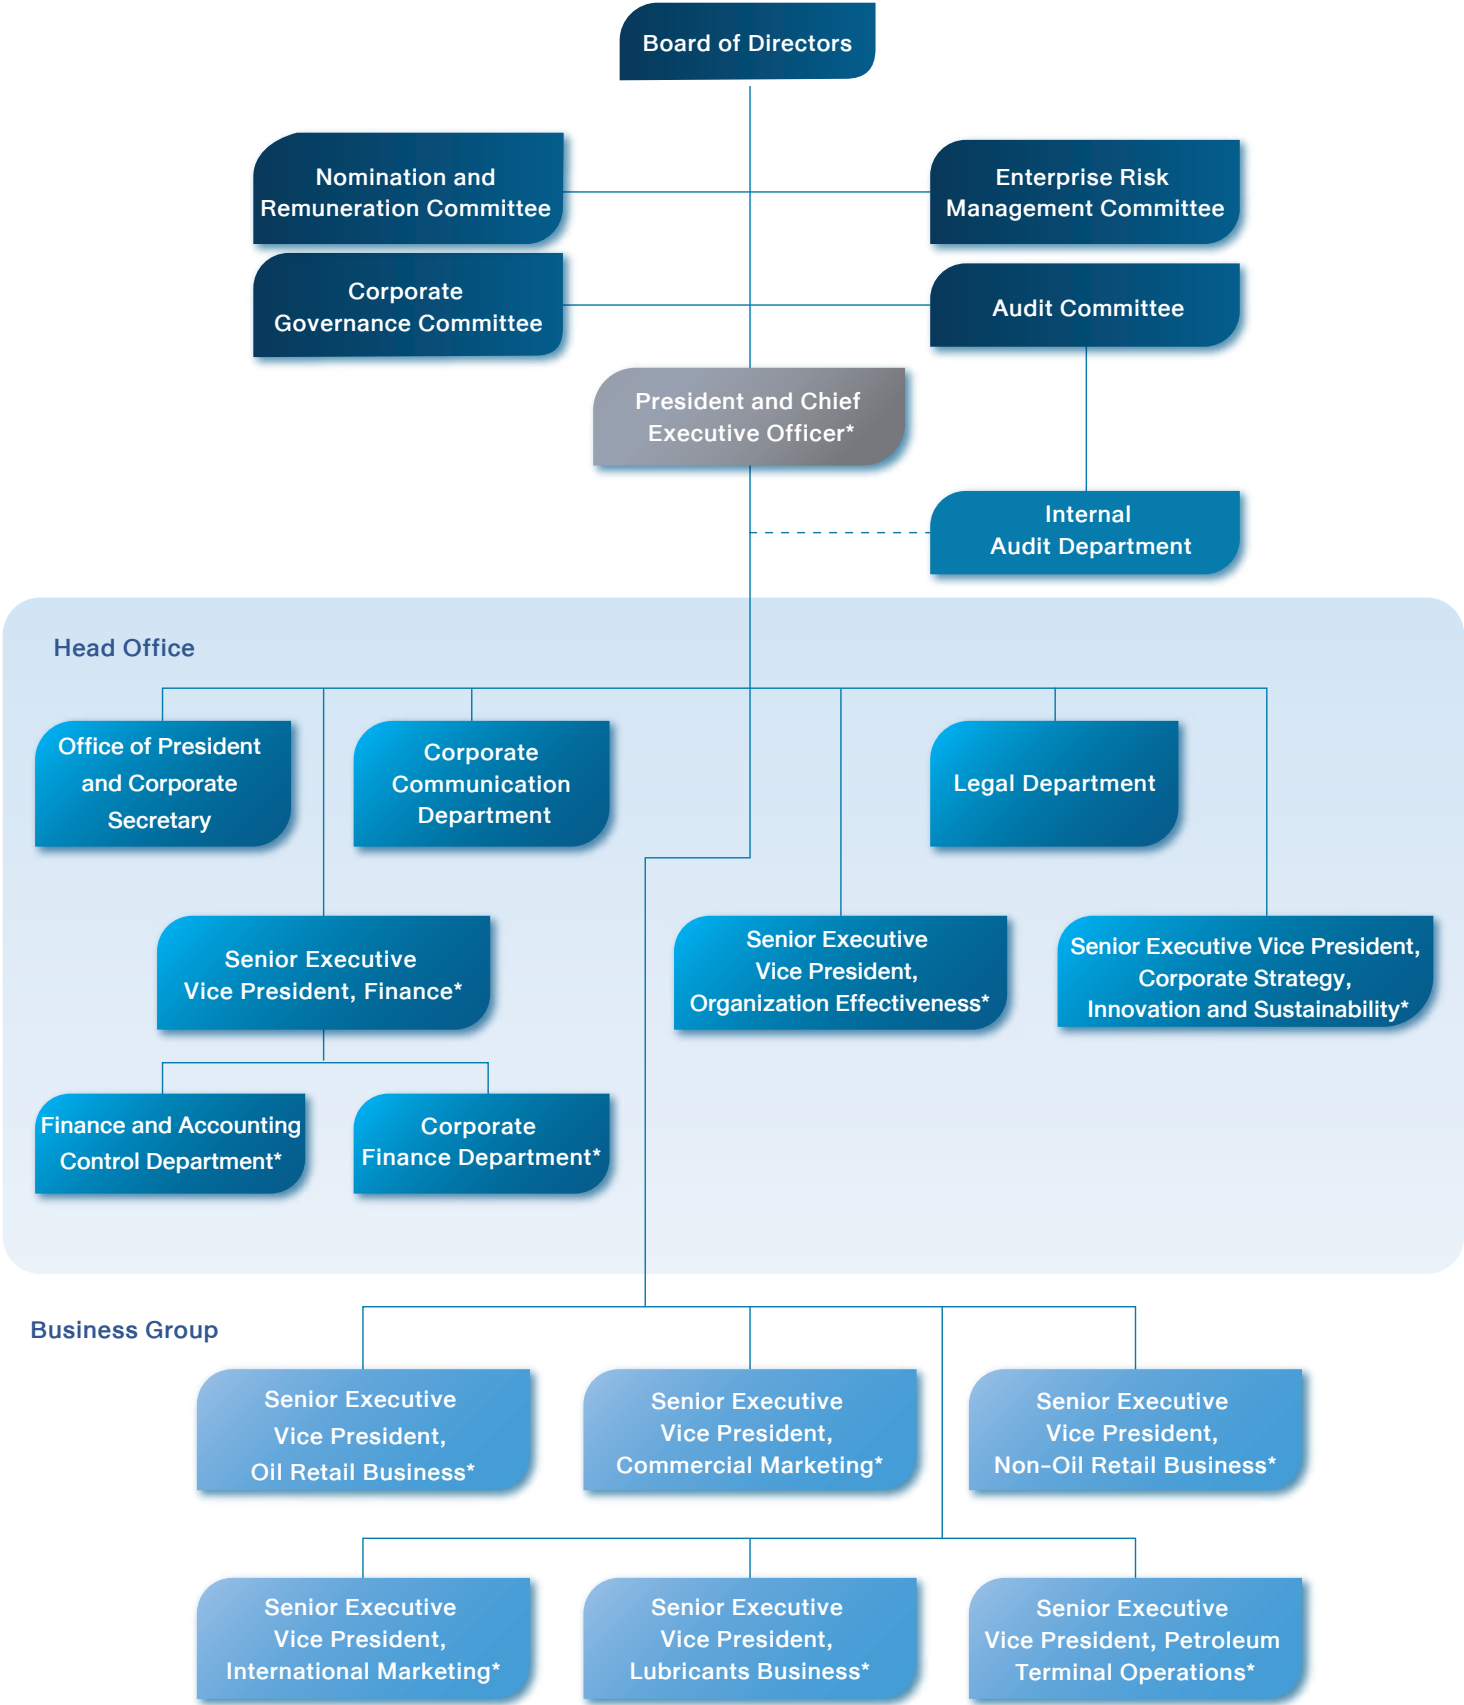 Board of Directors
Nomination and
Remuneration Committee
Enterprise Risk
Management Committee
Corporate
Governance Committee
Audit Committee
President and Chief
Executive Officer*
Internal
Audit Department
Head Office
Office of President
and Corporate
Secretary
Corporate
Communication
Department
Legal Department
Senior Executive
Vice President, Finance*
Senior Executive
Vice President,
Organization Effectiveness*
Senior Executive Vice President,
Corporate Strategy,
Innovation and Sustainability*
Finance and Accounting
Control Department*
Corporate
Finance Department*
Business Group
Senior Executive
Vice President,
Oil Retail Business*
Senior Executive
Vice President,
Commercial Marketing*
Senior Executive
Vice President,
Non-Oil Retail Business*
Senior Executive
Vice President,
International Marketing*
Senior Executive
Vice President,
Lubricants Business*
Senior Executive
Vice President, Petroleum
Terminal Operations*